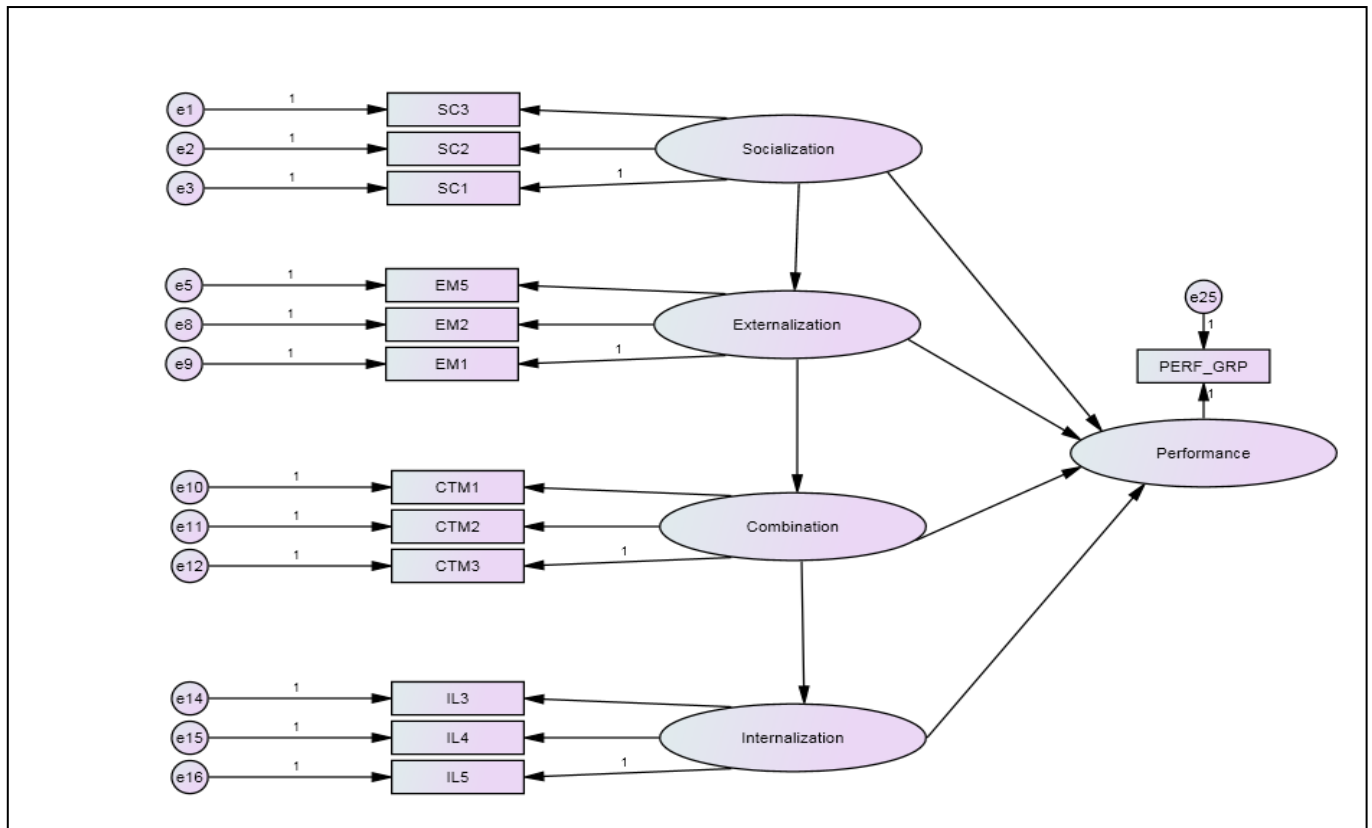 e1 1 SC3
e2 1 SC2
e3 1 SC1 1
Socialization
e5 1 EM5
e8 1 EM2
e9 1 EM1 1
Externalization
e25
1
PERF_GRP
1
Performance
e10 1 CTM1
e11 1 CTM2
e12 1 CTM3 1
Combination
e14 1 IL3
e15 1 IL4
e16 1 IL5 1
Internalization